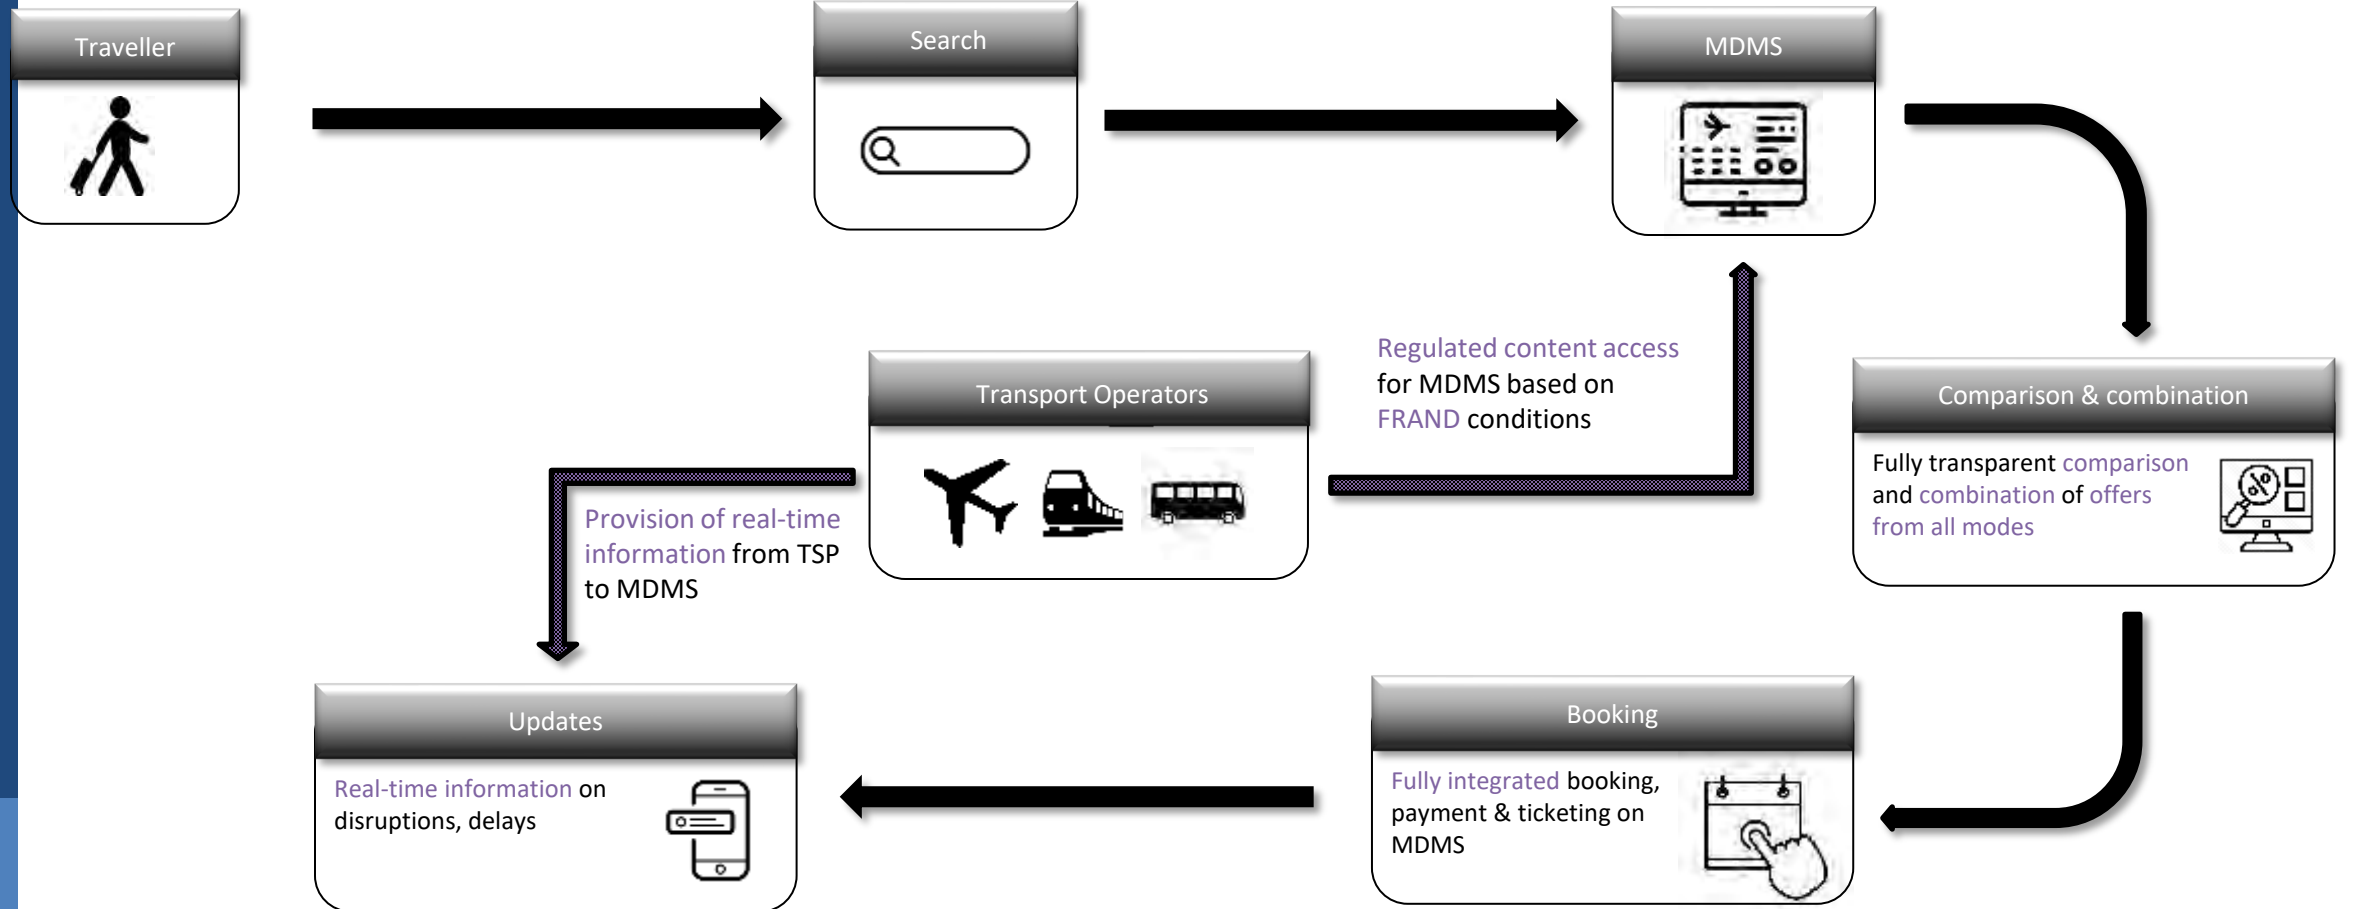 Traveller
Search
MDMS
Regulated content access
for MDMS based on
FRAND conditions
Transport Operators
Comparison & combination
Fully transparent comparison
and combination of offers
from all modes
Provision of real-time
information from TSP
to MDMS
Updates
Real-time information on
disruptions, delays
Booking
Fully integrated booking,
payment & ticketing on
MDMS